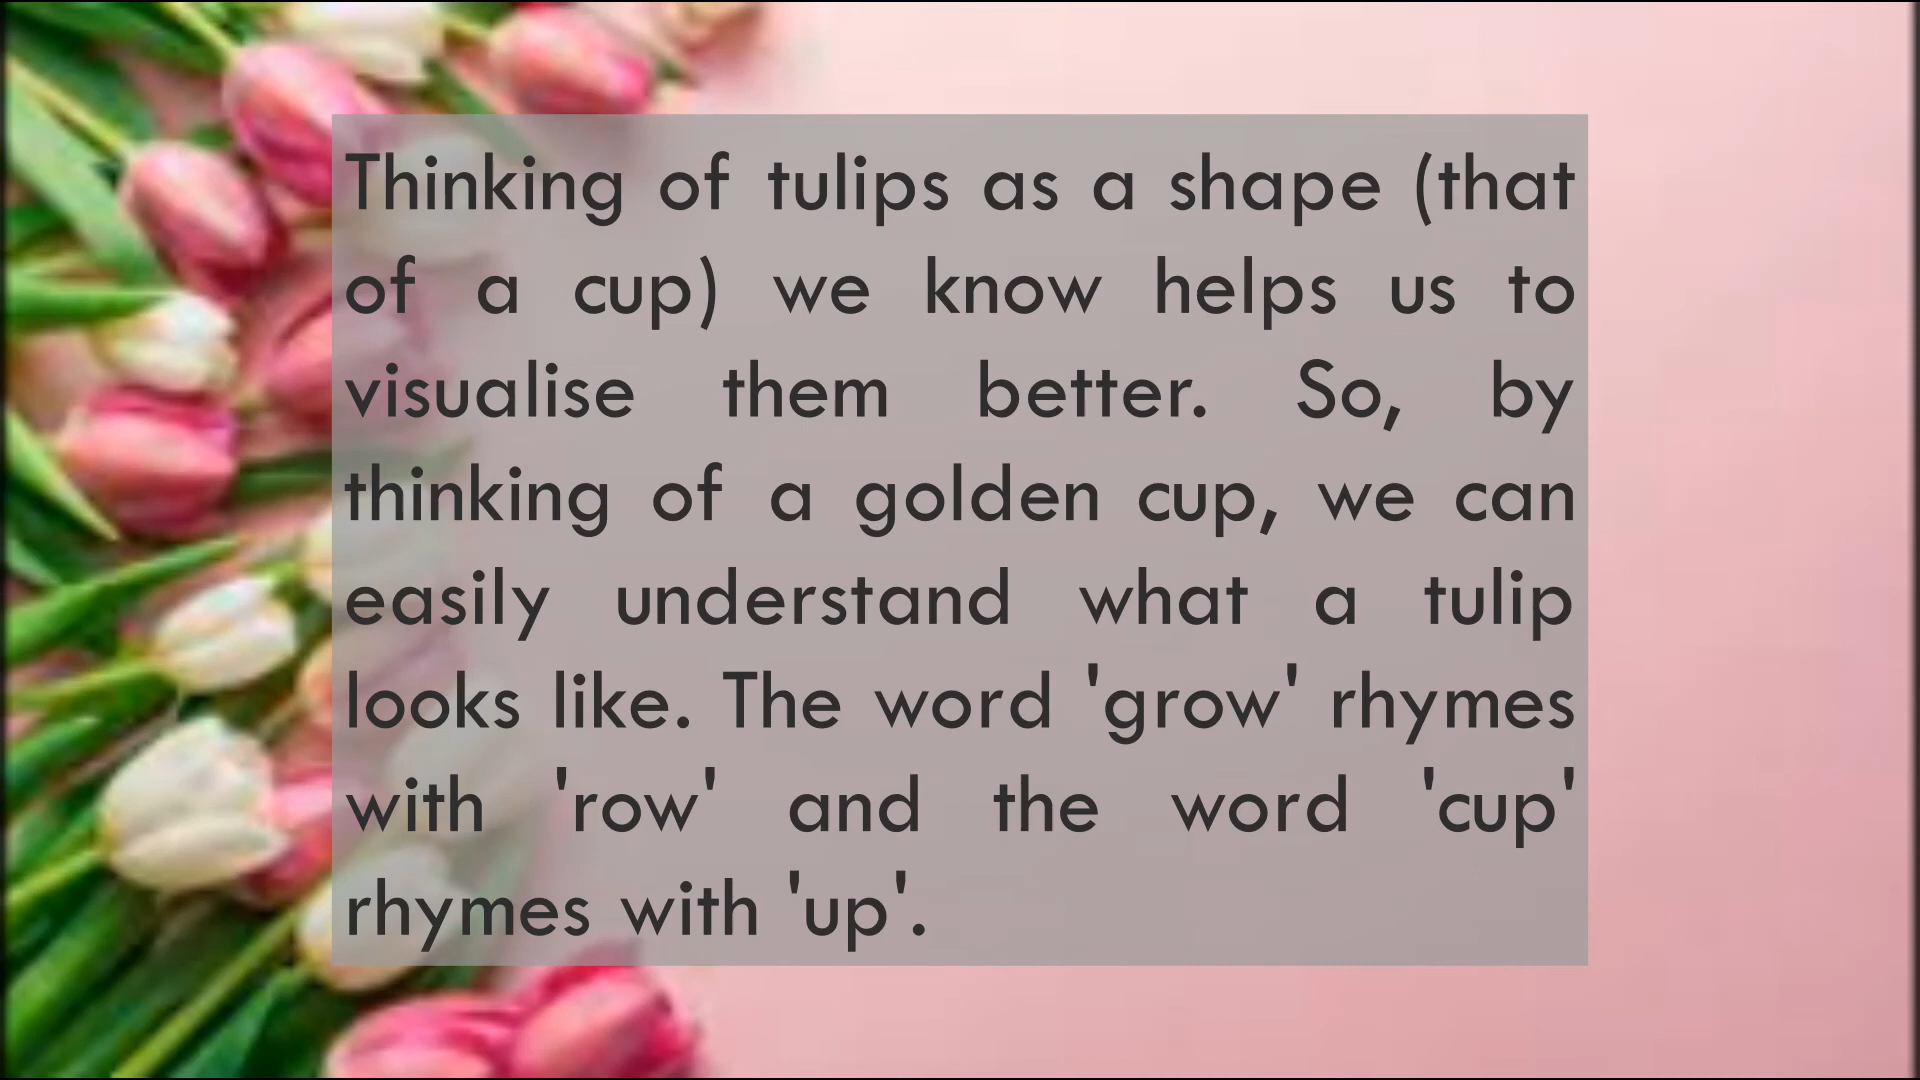 Thinking of tulips as a shape (that
of a cup) we know helps us to
visualise them better. So, by
thinking of a golden cup, we can
easily understand what a tulip
looks like. The word 'grow' rhymes
with 'row' and the word 'cup'
rhymes with 'up'.